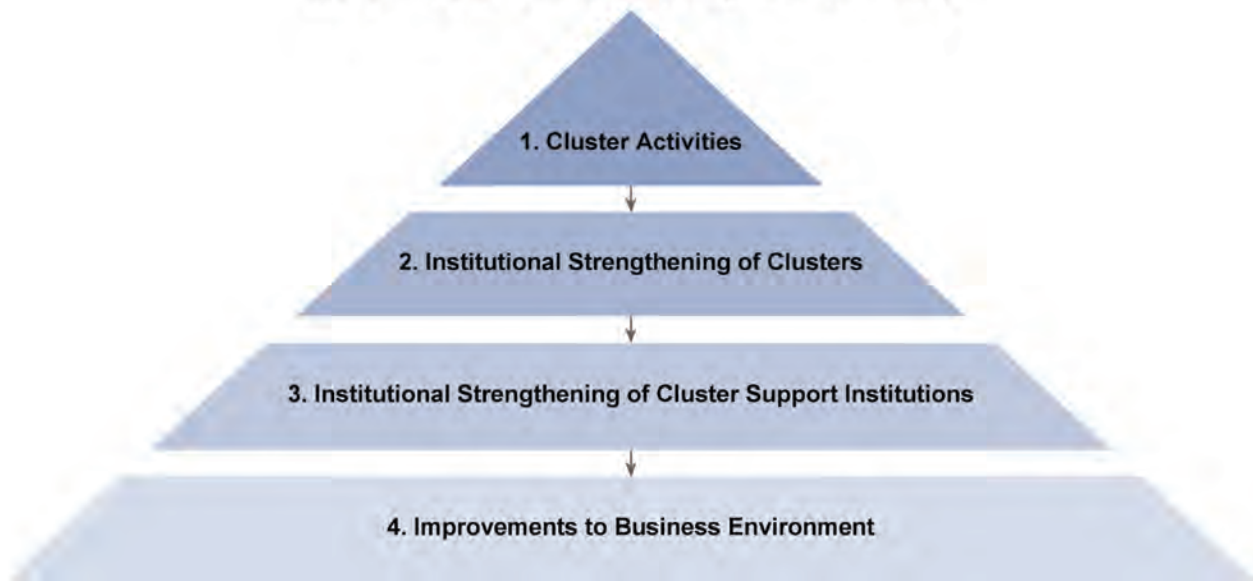 1. Cluster Activities
2. Institutional Strengthening of Clusters
3. Institutional Strengthening of Cluster Support Institutions
4. Improvements to Business Environment